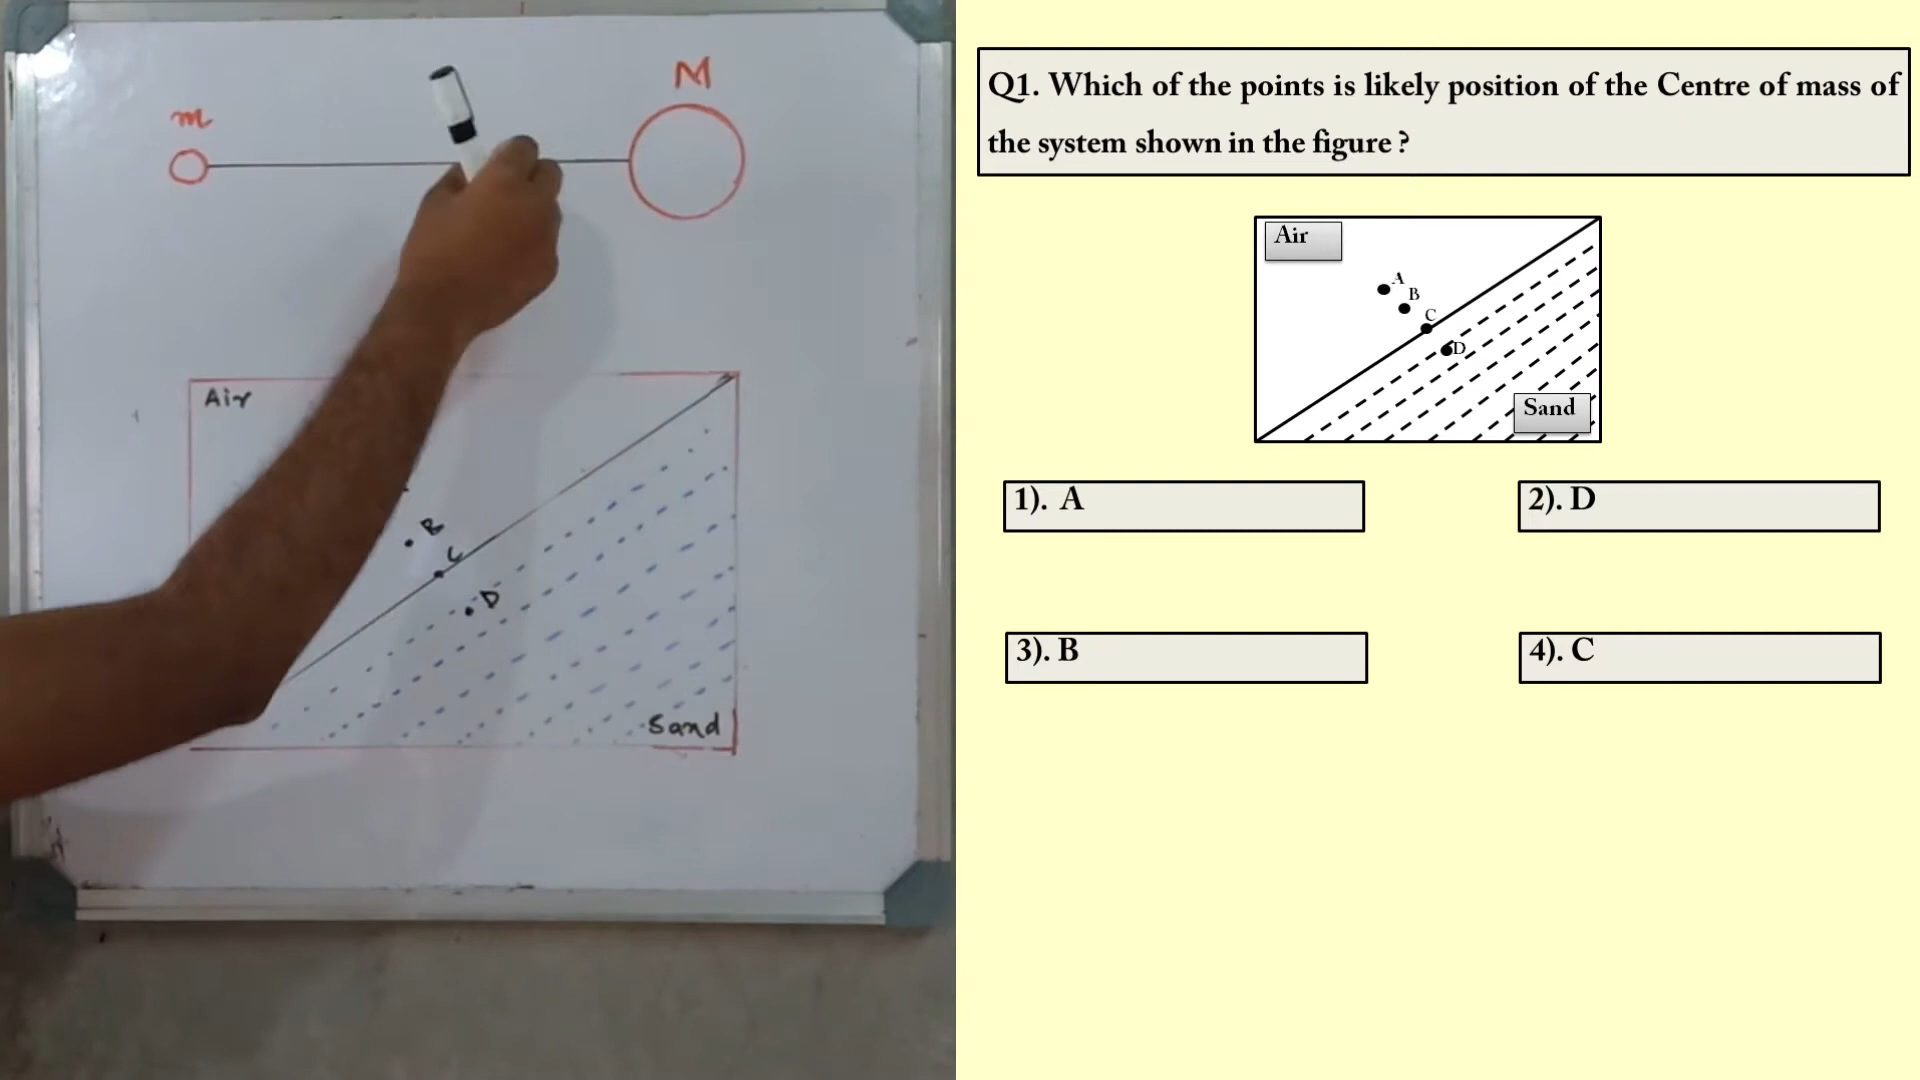 m
M
Air
B
C
D
Sand
Q1. Which of the points is likely position of the Centre of mass of
the system shown in the figure ?
Air
A
B
C
D
Sand
1). A
2). D
3). B
4). C